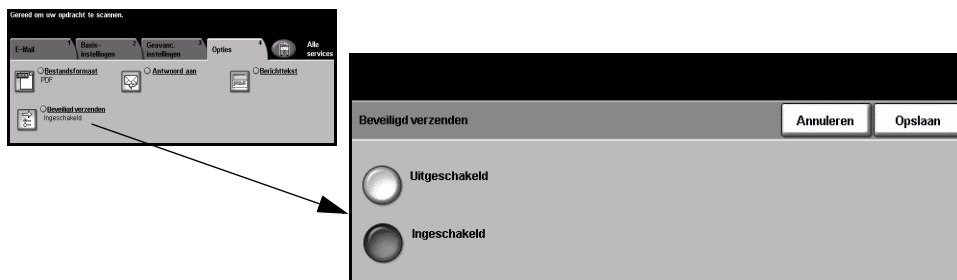 Gereed om uw opdracht te scannen.
E-Mail
1
Basis-
instellingen
2
Geavanc.
instellingen
3
Opties
4
Alle
services
Bestandsformaat
PDF
Antwoord aan
Berichttekst
Beveiligd verzenden
Ingeschakeld
Beveiligd verzenden
Annuleren
Opslaan
Uitgeschakeld
Ingeschakeld